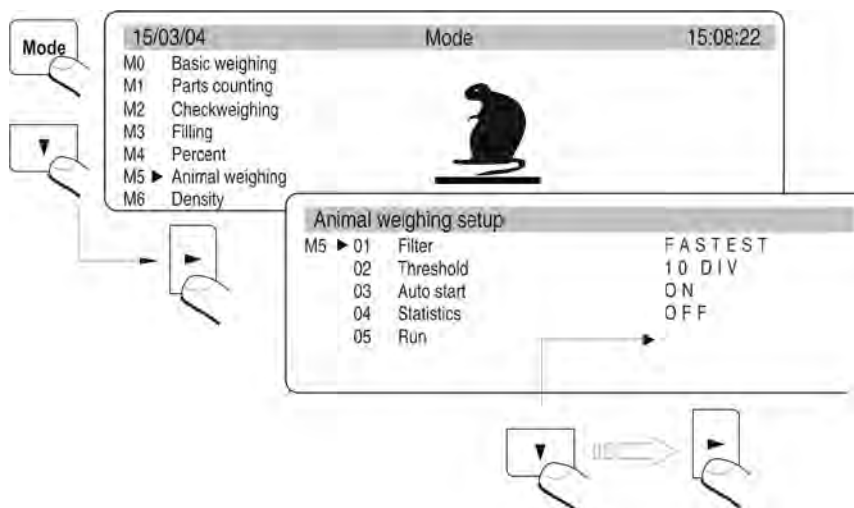 Mode
15/03/04 Mode 15:08:22
M0 Basic weighing
M1 Parts counting
M2 Checkweighing
M3 Filling
M4 Percent
M5 ► Animal weighing
M6 Density
Animal weighing setup
M5 ► 01 Filter FASTEST
02 Threshold 10 DIV
03 Auto start ON
04 Statistics OFF
05 Run